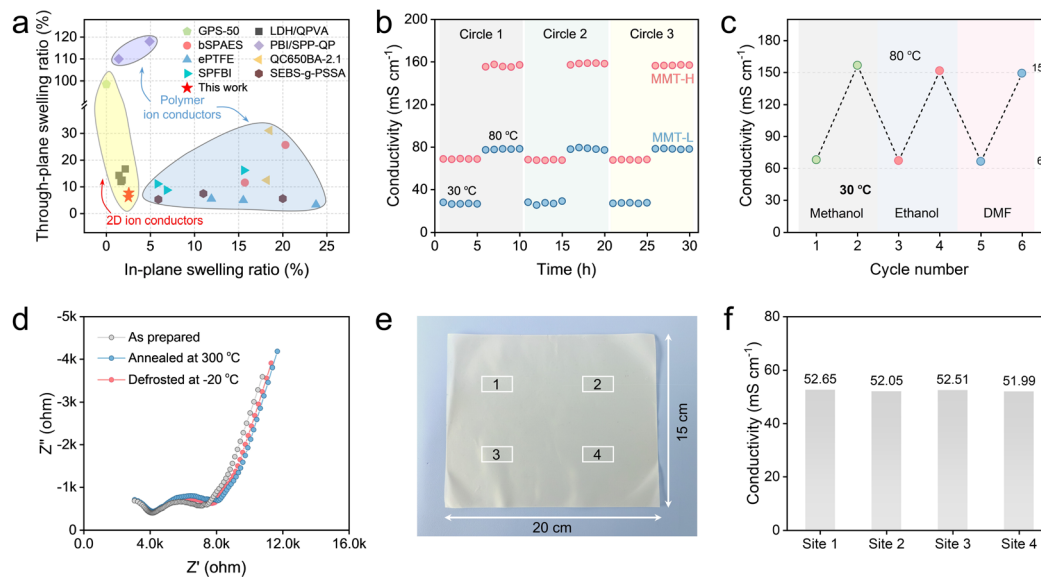 a
Through-plane swelling ratio (%)
120
110
100
30
20
10
0
GPS-50
bSPAES
ePTFE
SPFBI
This work
LDH/QPVA
PBI/SPP-QP
QC650BA-2.1
SEBS-g-PSSA
Polymer
ion conductors
2D ion conductors
0
5
10
15
20
25
In-plane swelling ratio (%)
b
Conductivity (mS cm⁻¹)
200
160
120
80
40
0
Circle 1
Circle 2
Circle 3
MMT-H
MMT-L
80 °C
30 °C
0
5
10
15
20
25
30
Time (h)
c
Conductivity (mS cm⁻¹)
200
160
120
80
40
0
80 °C
30 °C
Methanol
Ethanol
DMF
15
6
1
2
3
4
5
6
Cycle number
d
Z'' (ohm)
-5k
-4k
-3k
-2k
-1k
0
As prepared
Annealed at 300 °C
Defrosted at -20 °C
0.0
4.0k
8.0k
12.0k
16.0k
Z' (ohm)
e
1
2
3
4
15 cm
20 cm
f
Conductivity (mS cm⁻¹)
80
60
40
20
0
52.65
52.05
52.51
51.99
Site 1
Site 2
Site 3
Site 4